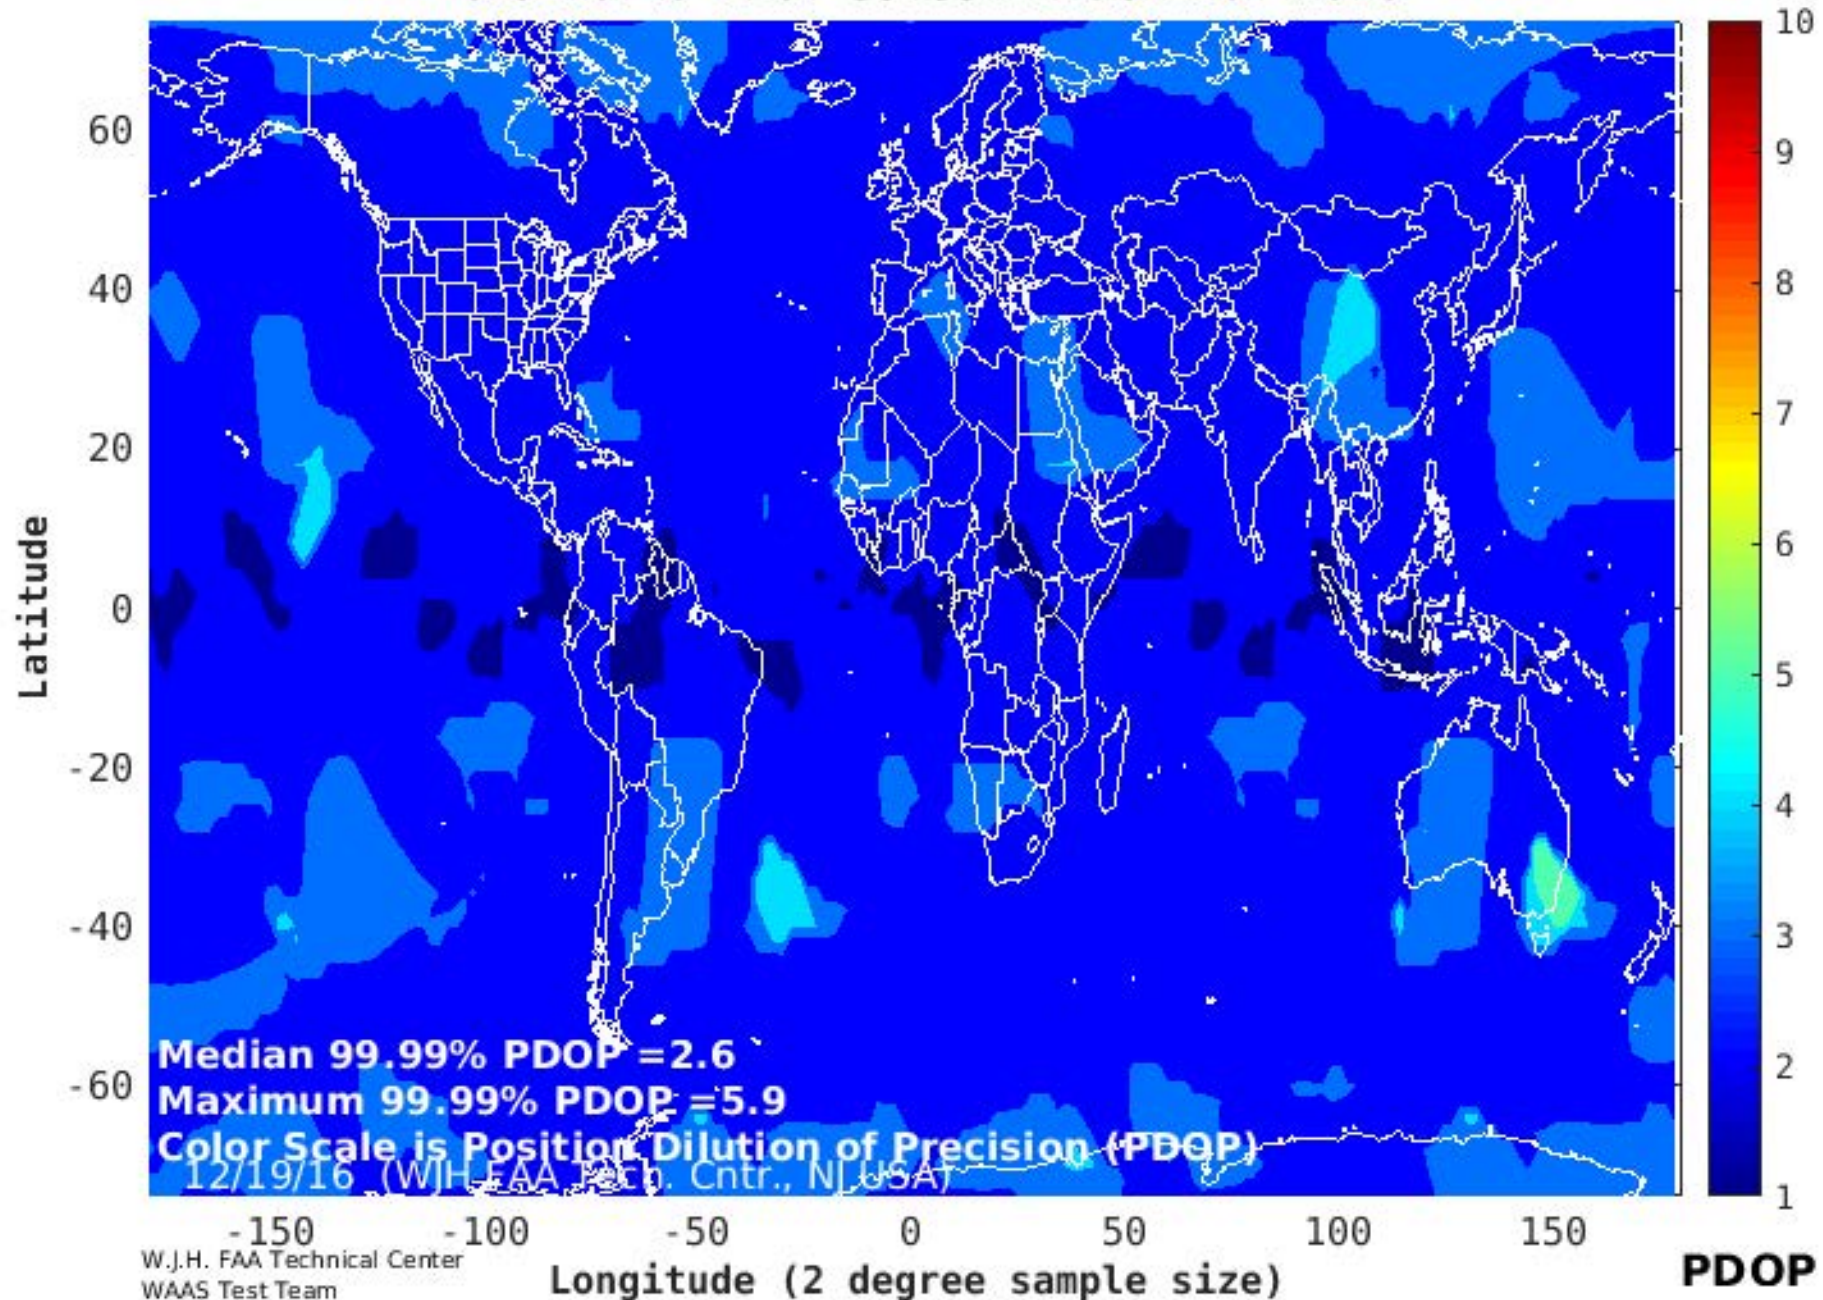 10
9
8
7
6
5
4
3
2
1
60
40
20
0
-20
-40
-60
Latitude
Median 99.99% PDOP =2.6
Maximum 99.99% PDOP =5.9
Color Scale is Position Dilution of Precision (PDOP)
12/19/16 (WJH FAA Tech. Cntr., NJ USA)
-150 -100 -50 0 50 100 150
W.J.H. FAA Technical Center
WAAS Test Team
Longitude (2 degree sample size)
PDOP